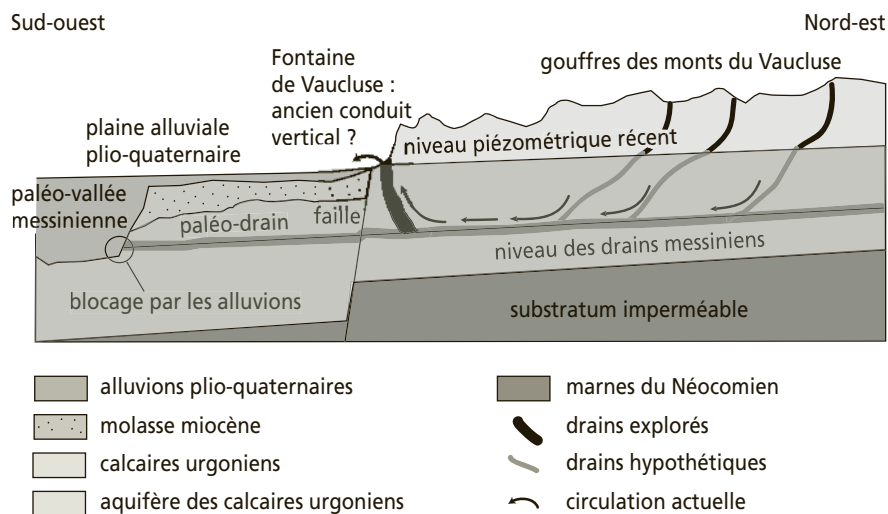 Sud-ouest
Nord-est
Fontaine
de Vaucluse :
ancien conduit
vertical ?
gouffres des monts du Vaucluse
plaine alluviale
plio-quaternaire
niveau piézométrique récent
paléo-vallée
messinienne
paléo-drain
faille
niveau des drains messiniens
blocage par les alluvions
substratum imperméable
alluvions plio-quaternaires
molasse miocène
calcaires urgoniens
aquifère des calcaires urgoniens
marnes du Néocomien
drains explorés
drains hypothétiques
circulation actuelle